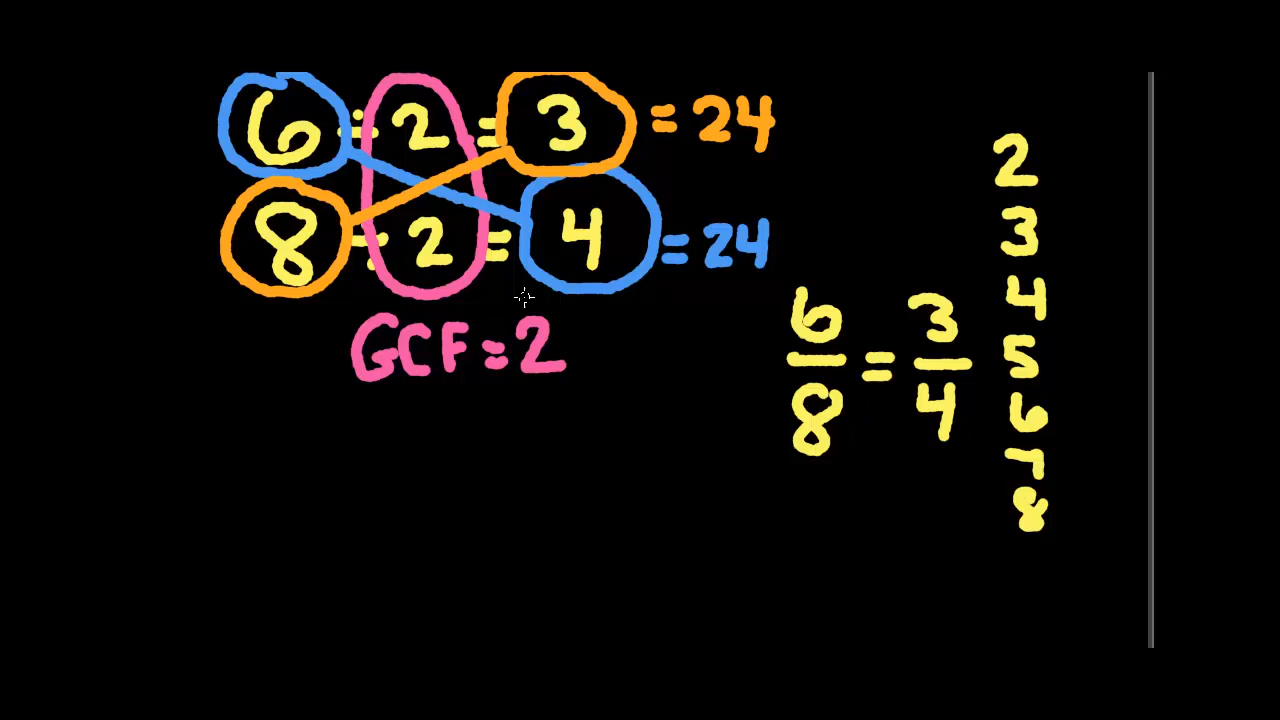 6 ÷ 2 = 3 = 24
8 ÷ 2 = 4 = 24
GCF = 2
6/8 = 3/4
2
3
4
5
6
7
8